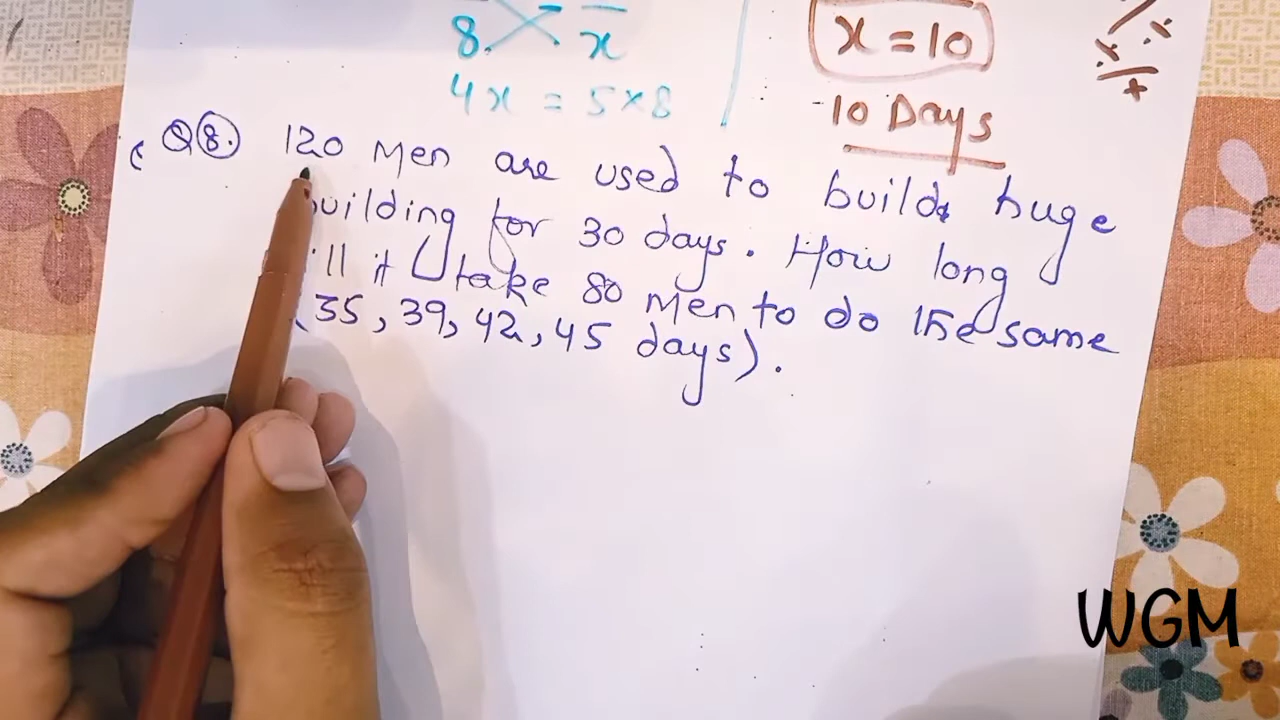 8 x
4x = 5×8
x = 10
10 Days
Q8. 120 Men are used to build huge
building for 30 days. How long
ill it take 80 Men to do the same
35, 39, 42, 45 days).
WGM